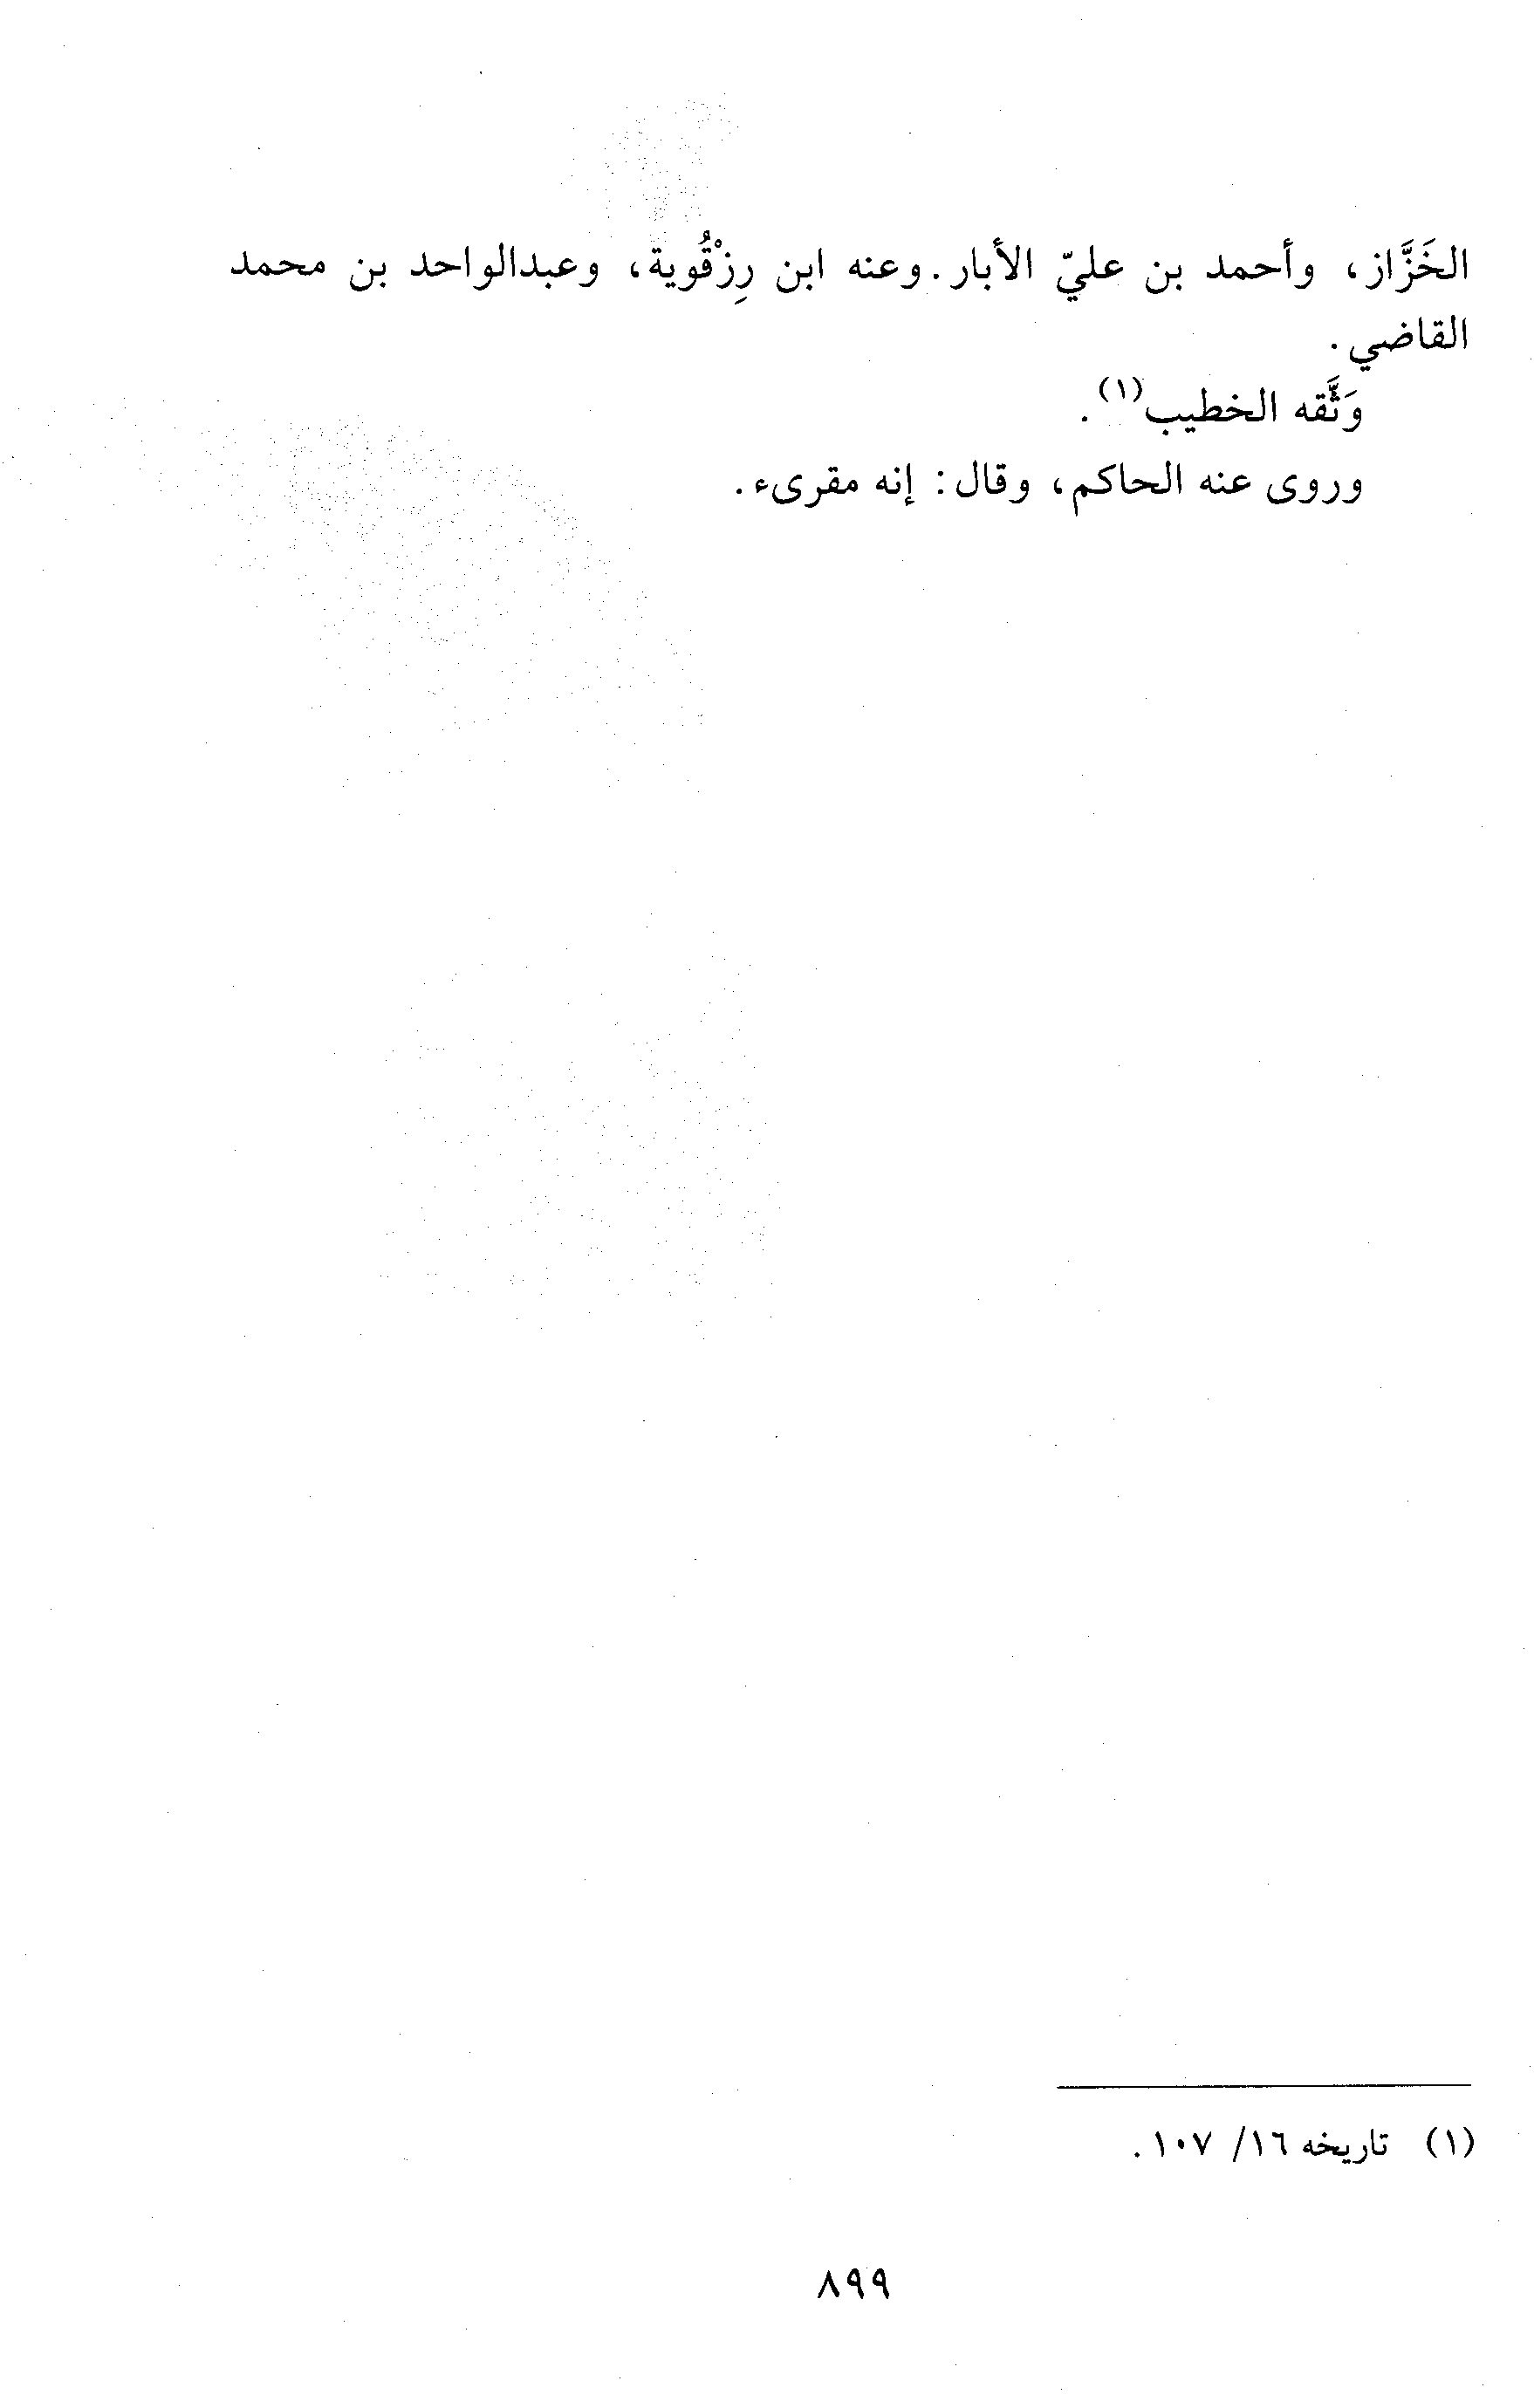 الخَزَّاز، وأحمد بن عليّ الأبار. وعنه ابن رِزْقُوية، وعبدالواحد بن محمد
القاضي.
وَثَّقه الخطيب(١).
وروى عنه الحاكم، وقال: إنه مقرىء.
(١) تاريخه ١٦/ ١٠٧.
٨٩٩